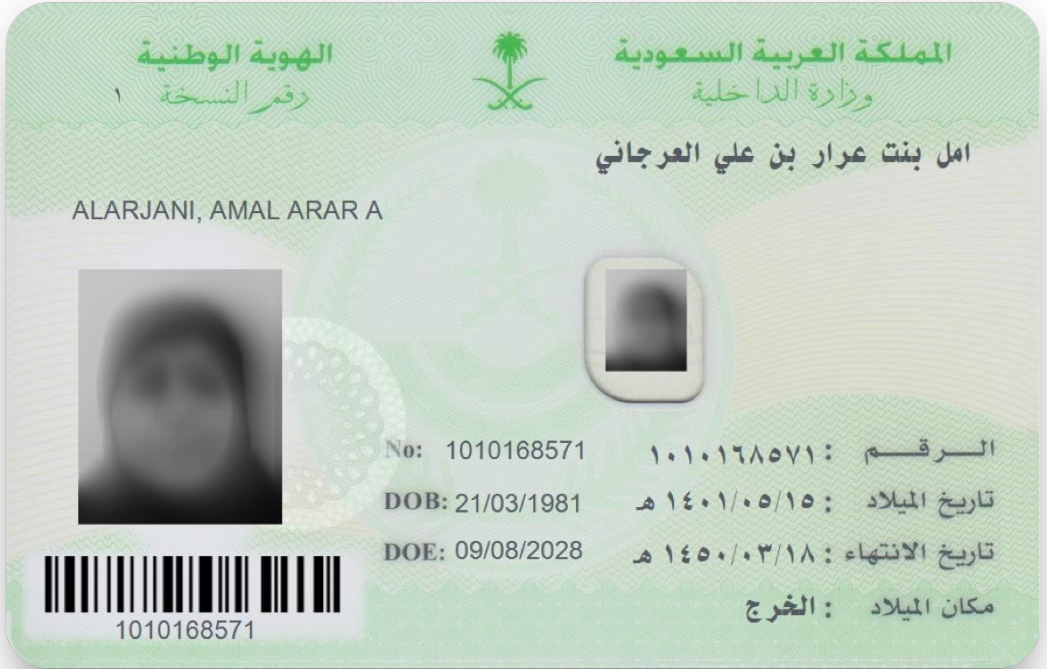 المملكة العربية السعودية
الهوية الوطنية
وزارة الداخلية
رقم النسخة ١
امل بنت عرار بن علي العرجاني
ALARJANI, AMAL ARAR A
الـــرقـــم : ١٠١٠١٦٨٥٧١ No: 1010168571
تاريخ الميلاد : ١٤٠١/٠٥/١٥ هـ DOB: 21/03/1981
تاريخ الانتهاء : ١٤٥٠/٠٣/١٨ هـ DOE: 09/08/2028
مكان الميلاد : الخرج
1010168571